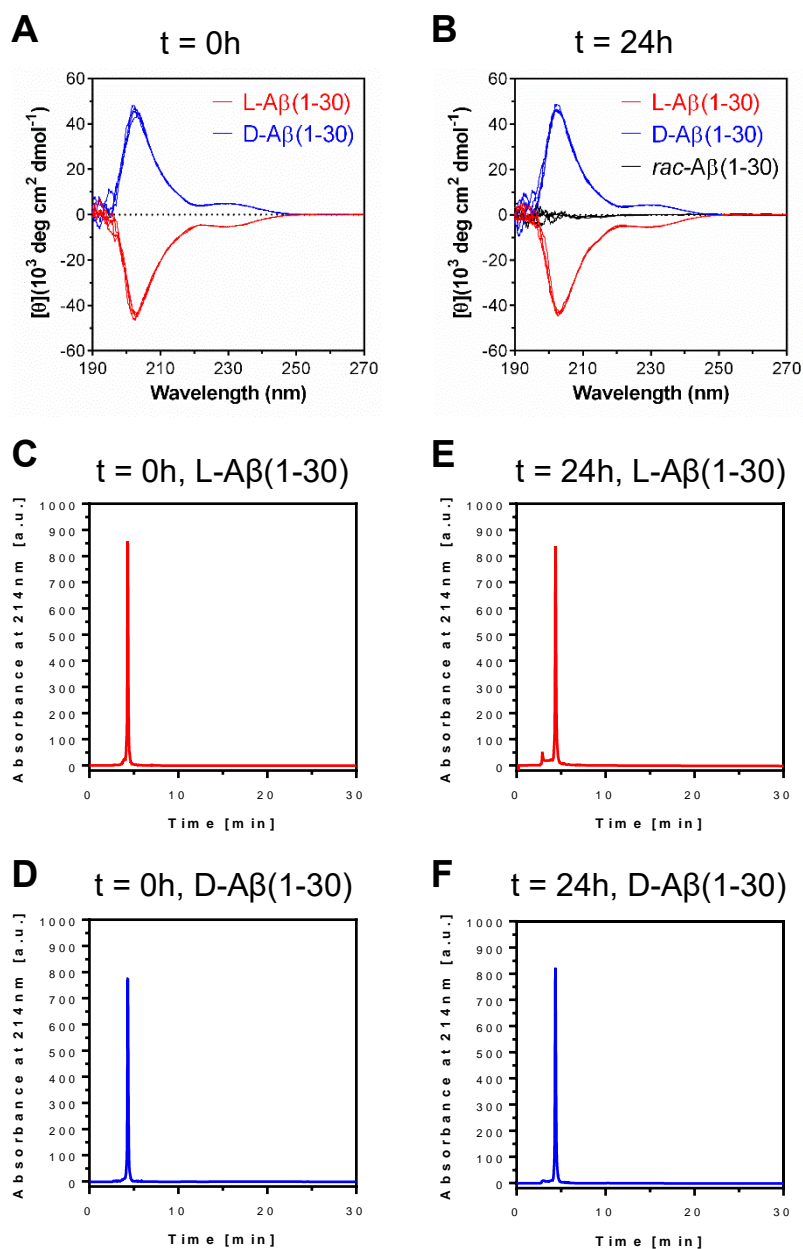 A
t = 0h
60
40
20
0
-20
-40
-60
[θ](10³ deg cm² dmol⁻¹)
L-Aβ(1-30)
D-Aβ(1-30)
190 210 230 250 270
Wavelength (nm)
B
t = 24h
60
40
20
0
-20
-40
-60
[θ](10³ deg cm² dmol⁻¹)
L-Aβ(1-30)
D-Aβ(1-30)
rac-Aβ(1-30)
190 210 230 250 270
Wavelength (nm)
C
t = 0h, L-Aβ(1-30)
Absorbance at 214nm [a.u.]
1000
900
800
700
600
500
400
300
200
100
0
0 10 20 30
Time [min]
E
t = 24h, L-Aβ(1-30)
Absorbance at 214nm [a.u.]
1000
900
800
700
600
500
400
300
200
100
0
0 10 20 30
Time [min]
D
t = 0h, D-Aβ(1-30)
Absorbance at 214nm [a.u.]
1000
900
800
700
600
500
400
300
200
100
0
0 10 20 30
Time [min]
F
t = 24h, D-Aβ(1-30)
Absorbance at 214nm [a.u.]
1000
900
800
700
600
500
400
300
200
100
0
0 10 20 30
Time [min]